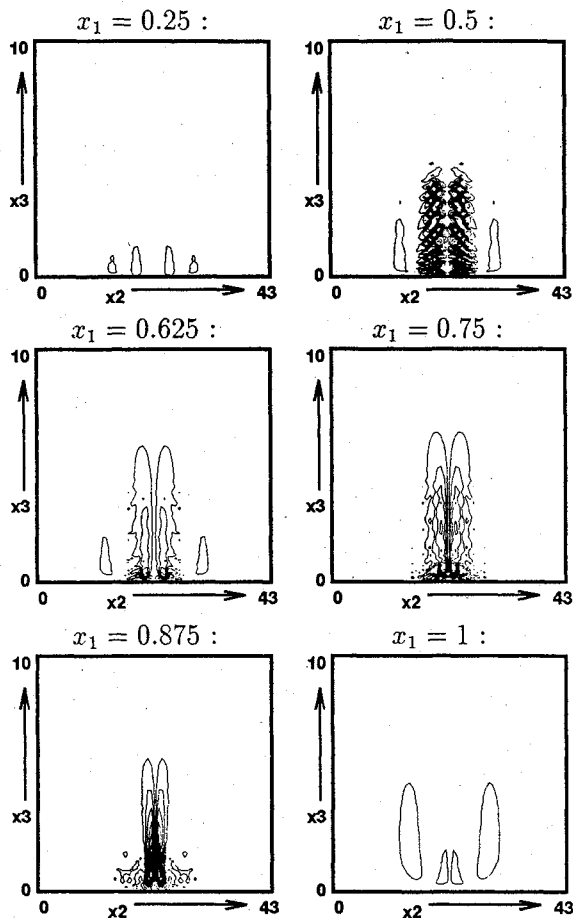 x₁ = 0.25 :
10
x3
0
0
x2
43
x₁ = 0.5 :
10
x3
0
0
x2
43
x₁ = 0.625 :
10
x3
0
0
x2
43
x₁ = 0.75 :
10
x3
0
0
x2
43
x₁ = 0.875 :
10
x3
0
0
x2
43
x₁ = 1 :
10
x3
0
0
x2
43